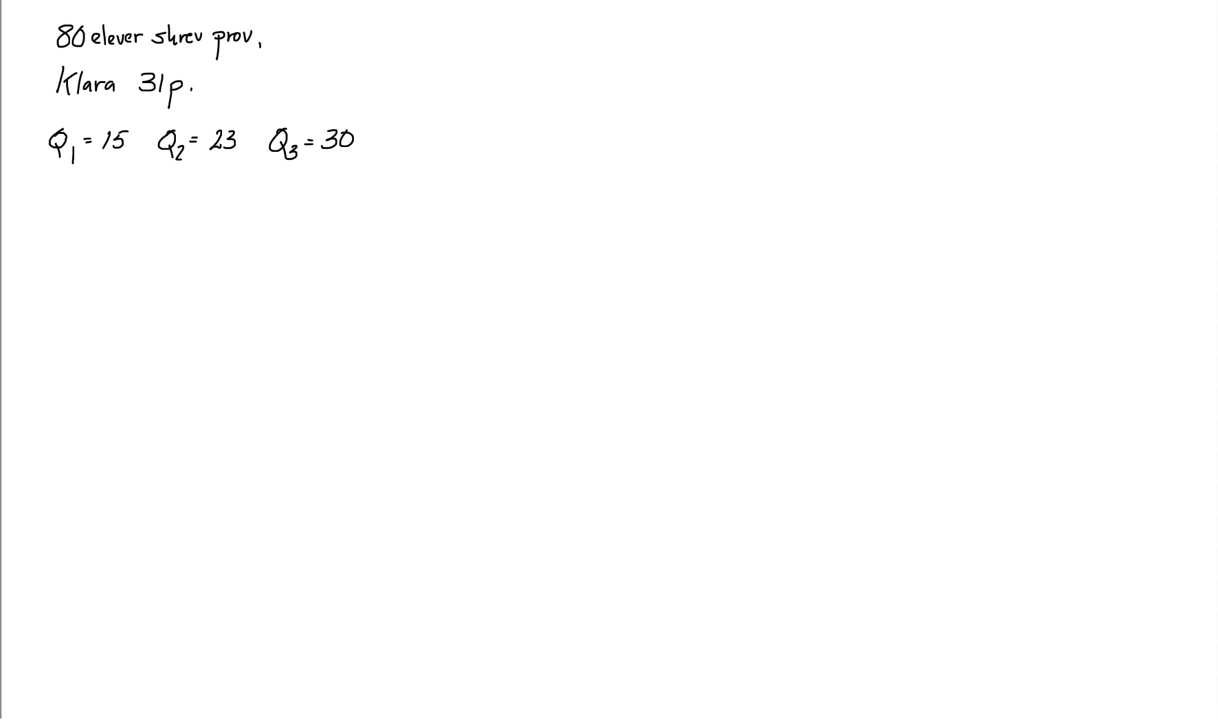 80 elever skrev prov,
Klara 31p.
Q₁ = 15 Q₂ = 23 Q₃ = 30